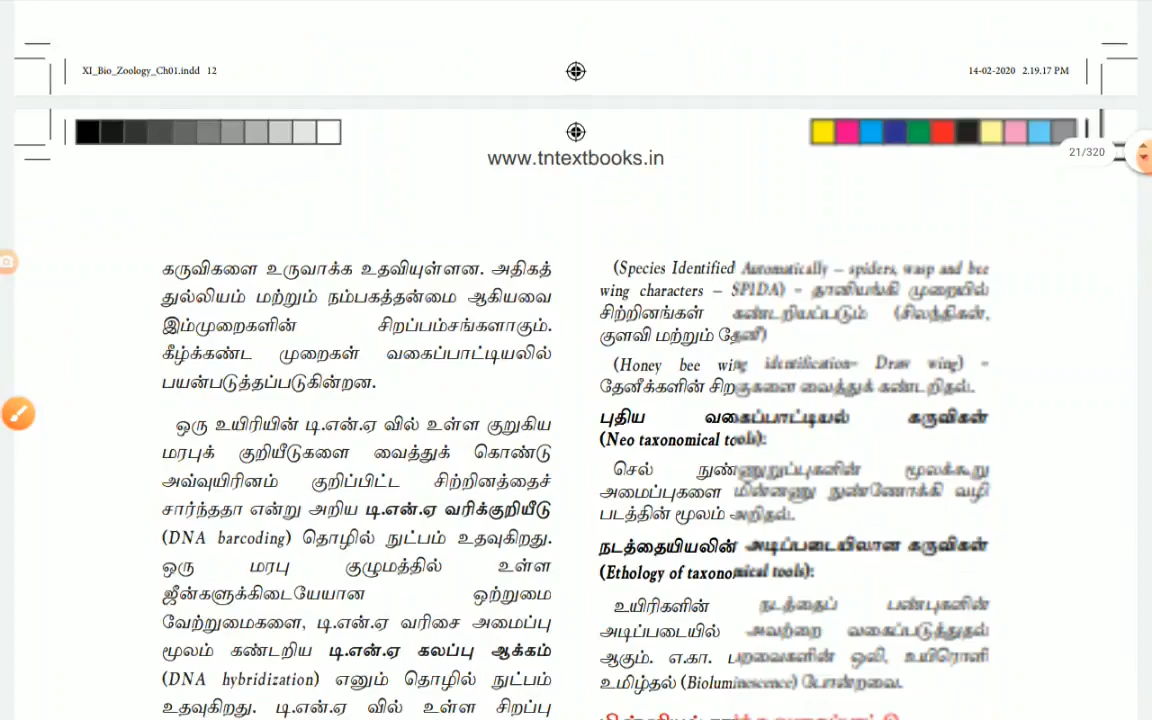 XI_Bio_Zoology_Ch01.indd 12
14-02-2020 2.19.17 PM
www.tntextbooks.in
21/320
கருவிகளை உருவாக்க உதவியுள்ளன. அதிகத்
துல்லியம் மற்றும் நம்பகத்தன்மை ஆகியவை
இம்முறைகளின் சிறப்பம்சங்களாகும்.
கீழ்க்கண்ட முறைகள் வகைப்பாட்டியலில்
பயன்படுத்தப்படுகின்றன.
ஒரு உயிரியின் டி.என்.ஏ வில் உள்ள குறுகிய
மரபுக் குறியீடுகளை வைத்துக் கொண்டு
அவ்வுயிரினம் குறிப்பிட்ட சிற்றினத்தைச்
சார்ந்ததா என்று அறிய டி.என்.ஏ வரிக்குறியீடு
(DNA barcoding) தொழில் நுட்பம் உதவுகிறது.
ஒரு மரபு குழுமத்தில் உள்ள
ஜீன்களுக்கிடையேயான ஒற்றுமை
வேற்றுமைகளை, டி.என்.ஏ வரிசை அமைப்பு
மூலம் கண்டறிய டி.என்.ஏ கலப்பு ஆக்கம்
(DNA hybridization) எனும் தொழில் நுட்பம்
உதவுகிறது. டி.என்.ஏ வில் உள்ள சிறப்பு
(Species Identified Automatically – spiders, wasp and bee
wing characters – SPIDA) – தானியங்கி முறையில்
சிற்றினங்கள் கண்டறியப்படும் (சிலந்திகள்,
குளவி மற்றும் தேனீ)
(Honey bee wing identification– Draw wing) –
தேனீக்களின் சிறகுகளை வைத்துக் கண்டறிதல்.
புதிய வகைப்பாட்டியல் கருவிகள்
(Neo taxonomical tools):
செல் நுண்ணுறுப்புகளின் மூலக்கூறு
அமைப்புகளை மின்னணு நுண்ணோக்கி வழி
படத்தின் மூலம் அறிதல்.
நடத்தையியலின் அடிப்படையிலான கருவிகள்
(Ethology of taxonomical tools):
உயிரிகளின் நடத்தைப் பண்புகளின்
அடிப்படையில் அவற்றை வகைப்படுத்துதல்
ஆகும். எ.கா. பறவைகளின் ஒலி, உயிரொளி
உமிழ்தல் (Bioluminescence) போன்றவை.